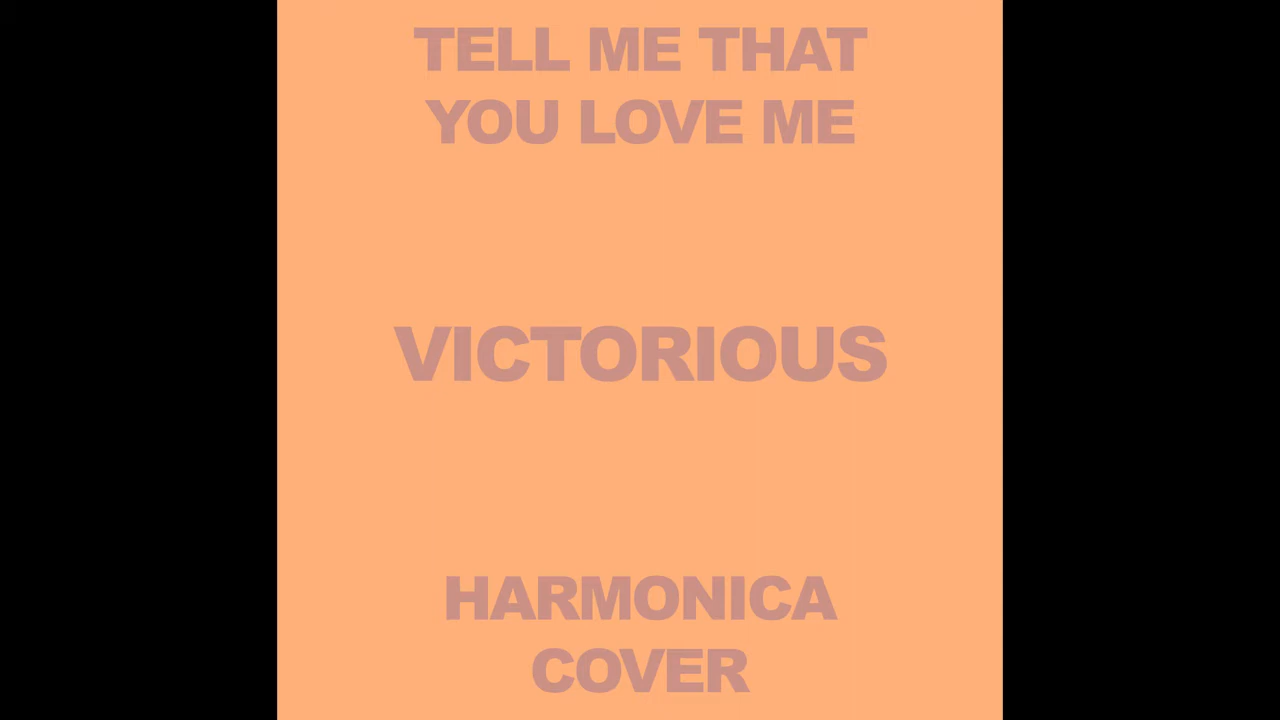 TELL ME THAT
YOU LOVE ME
VICTORIOUS
HARMONICA
COVER